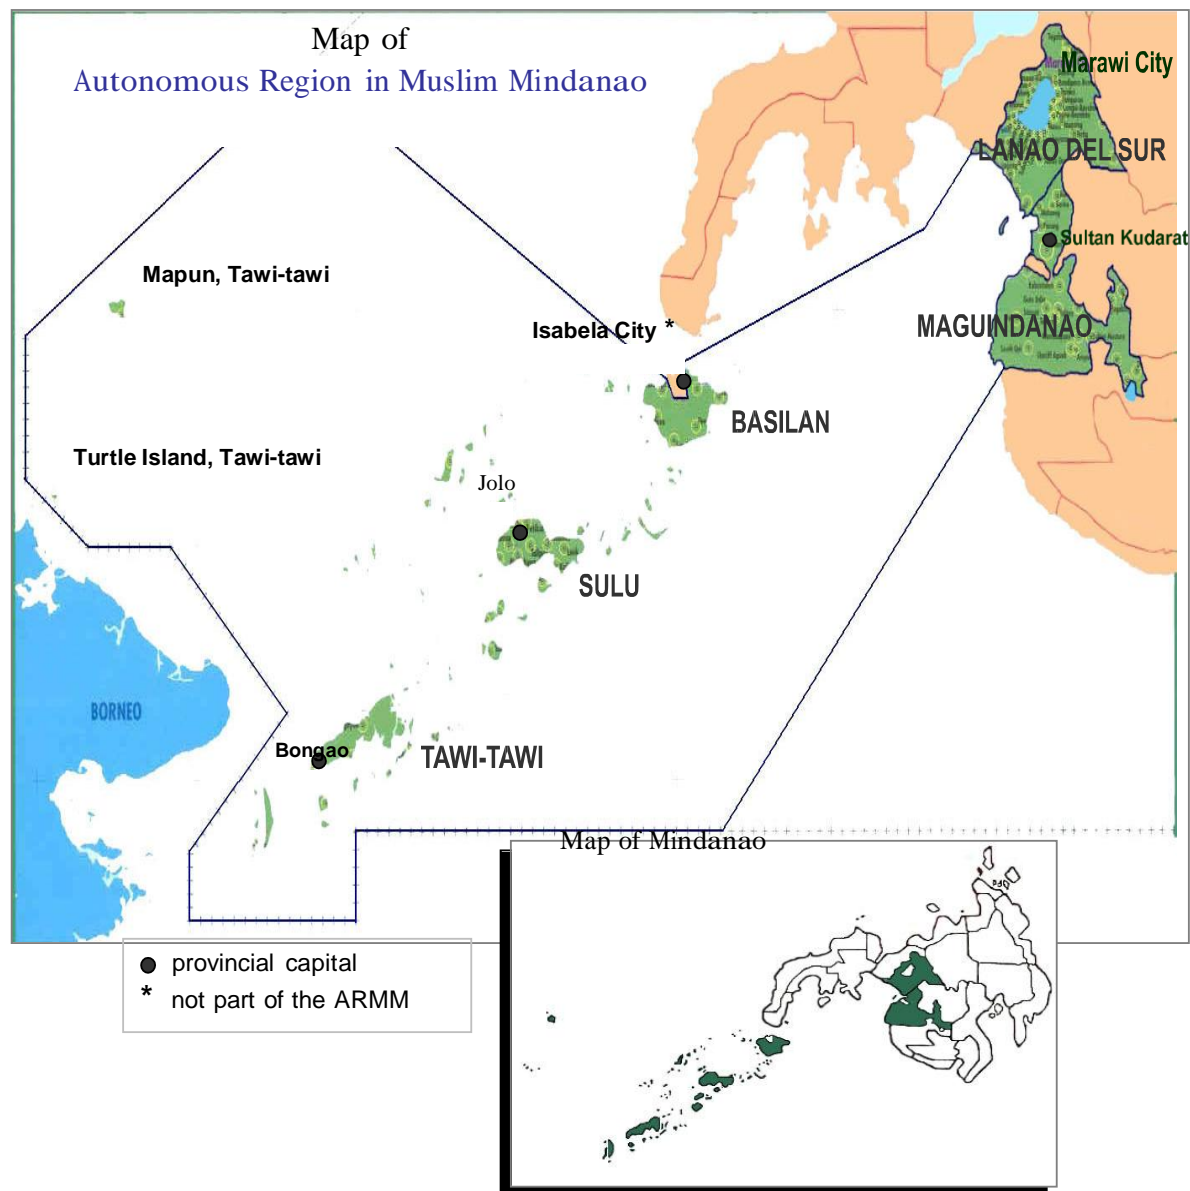 Map of
Autonomous Region in Muslim Mindanao
Marawi City
LANAO DEL SUR
Sultan Kudarat
Mapun, Tawi-tawi
Isabela City *
MAGUINDANAO
BASILAN
Turtle Island, Tawi-tawi
Jolo
SULU
BORNEO
Bongao
TAWI-TAWI
Map of Mindanao
provincial capital
* not part of the ARMM